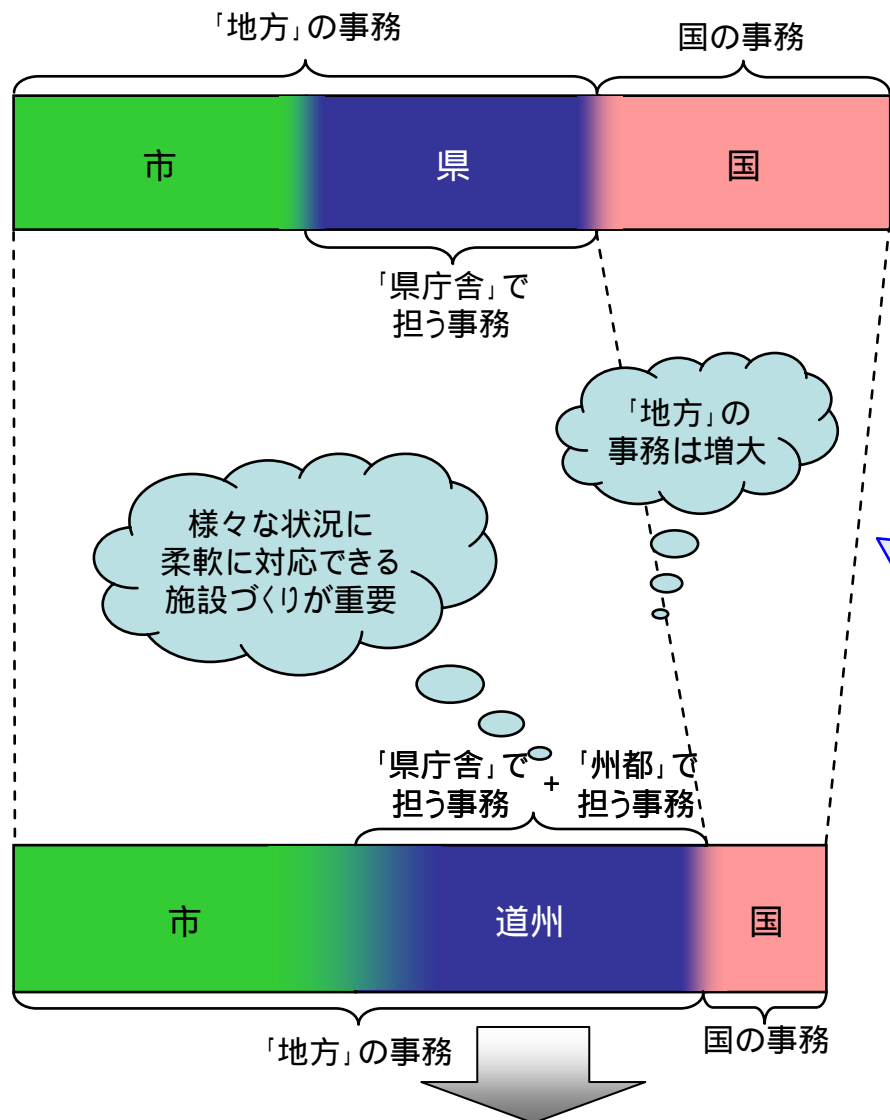 「地方」の事務
国の事務
市
県
国
「県庁舎」で
担う事務
「地方」の
事務は増大
様々な状況に
柔軟に対応できる
施設づくりが重要
「県庁舎」で
担う事務
+
「州都」で
担う事務
市
道州
国
「地方」の事務
国の事務